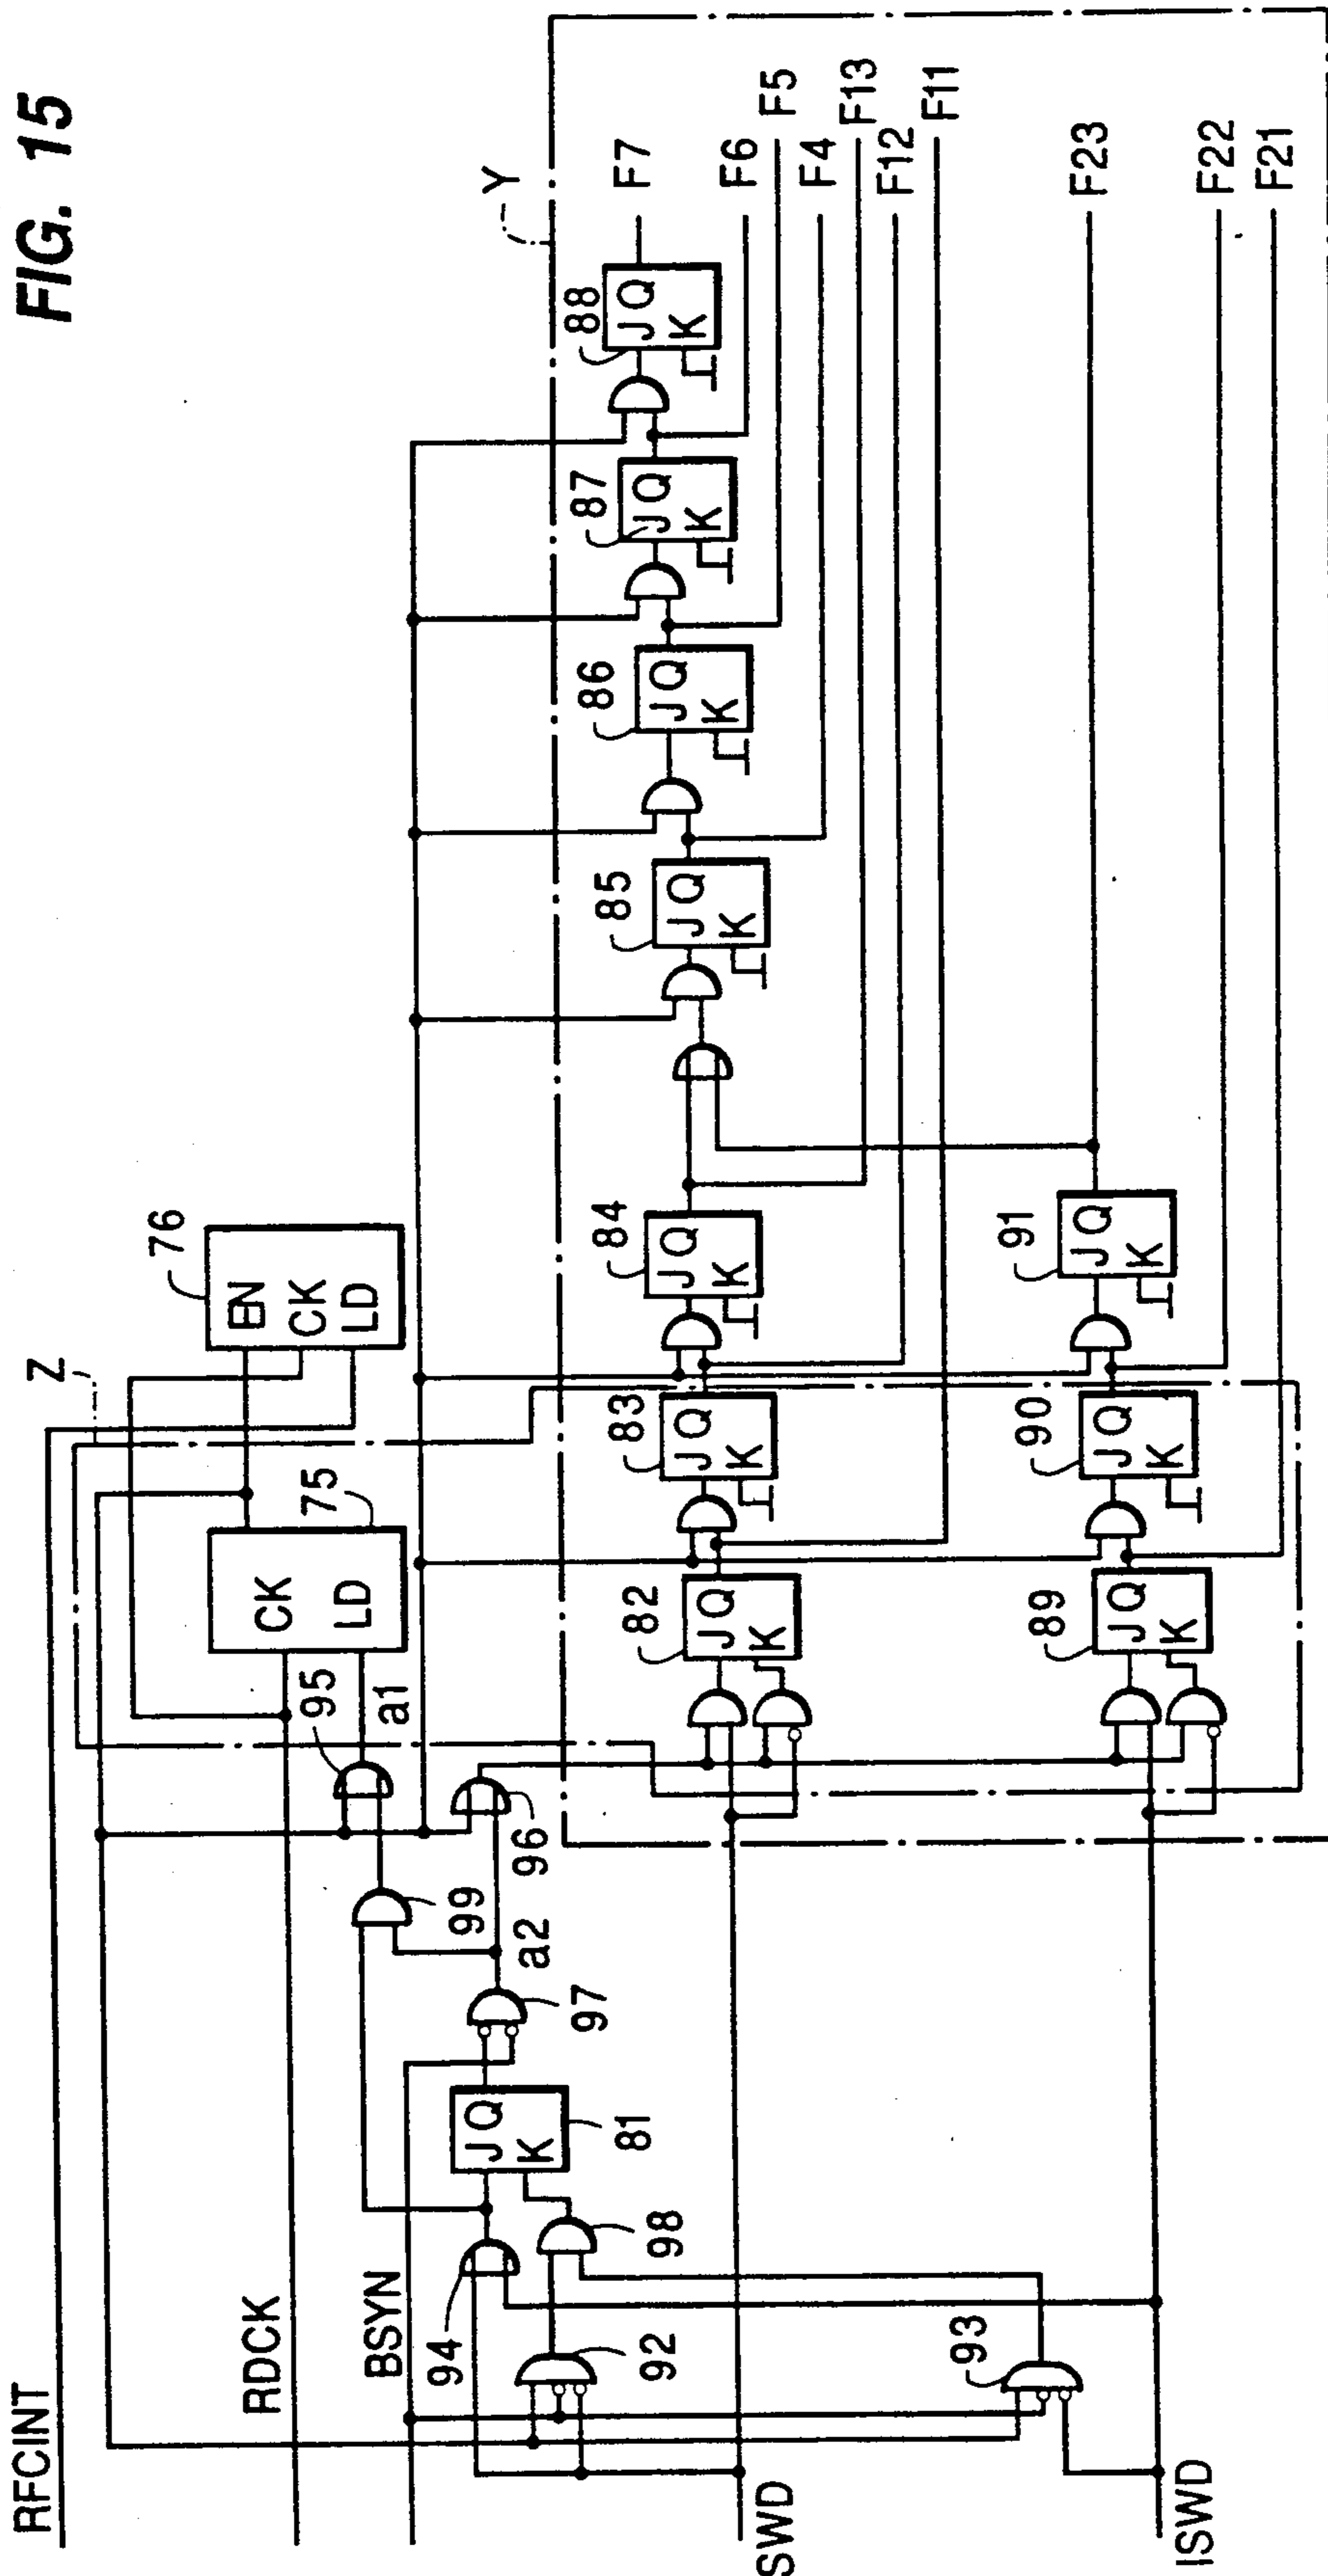 FIG. 15
RFCINT
RDCK
BSYN
SWD
ISWD
94
92
93
98
J Q
K
81
97
a2
99
96
95
a1
CK
LD
75
Z
76
EN
CK
LD
82
J Q
K
83
J Q
K
84
J Q
K
85
J Q
K
86
J Q
K
87
J Q
K
88
J Q
K
89
J Q
K
90
J Q
K
91
J Q
K
Y
F7
F6
F5
F4
F13
F12
F11
F23
F22
F21